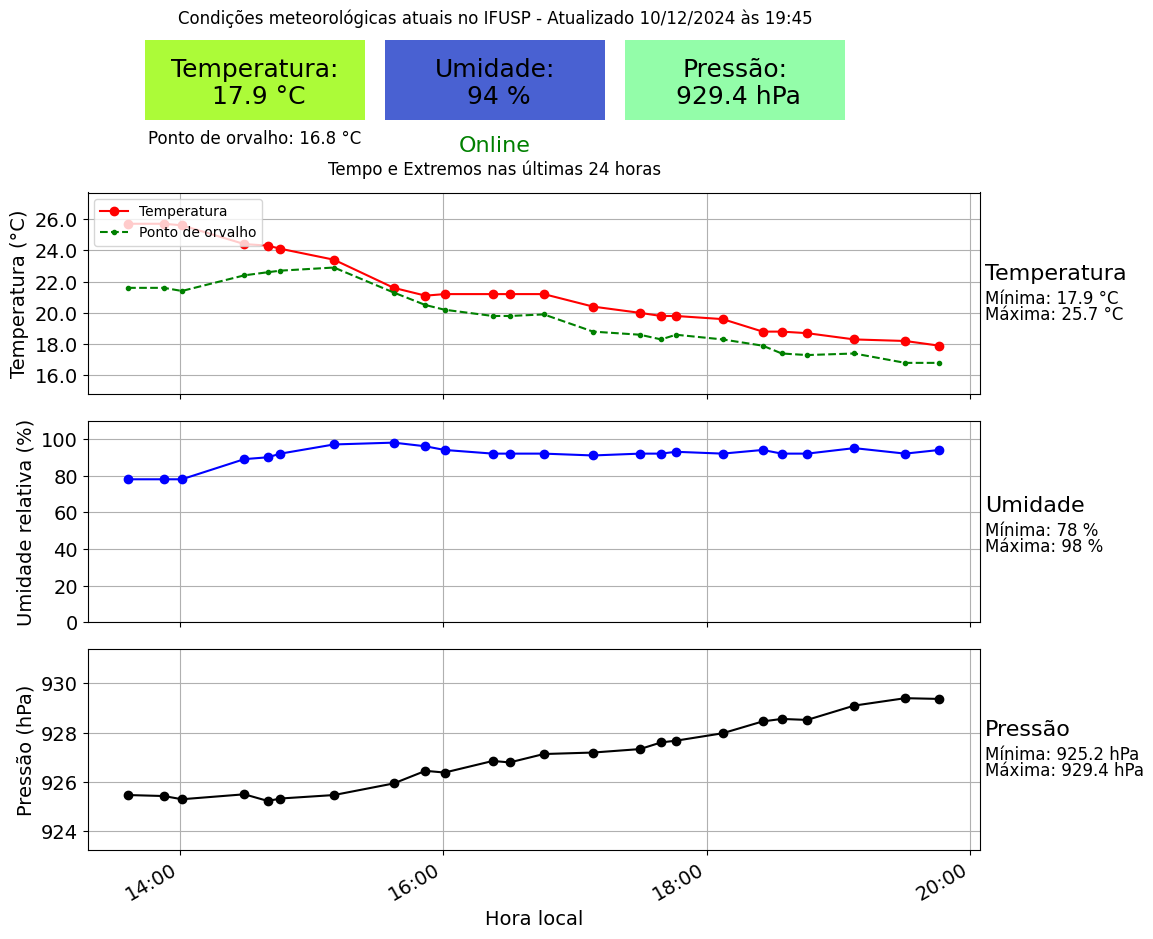 Condições meteorológicas atuais no IFUSP - Atualizado 10/12/2024 às 19:45
Temperatura:
17.9 °C
Umidade:
94 %
Pressão:
929.4 hPa
Ponto de orvalho: 16.8 °C
Online
Tempo e Extremos nas últimas 24 horas
Temperatura (°C)
26.0
24.0
22.0
20.0
18.0
16.0
Temperatura
Ponto de orvalho
Temperatura
Mínima: 17.9 °C
Máxima: 25.7 °C
Umidade relativa (%)
100
80
60
40
20
0
Umidade
Mínima: 78 %
Máxima: 98 %
Pressão (hPa)
930
928
926
924
Pressão
Mínima: 925.2 hPa
Máxima: 929.4 hPa
14:00
16:00
18:00
20:00
Hora local